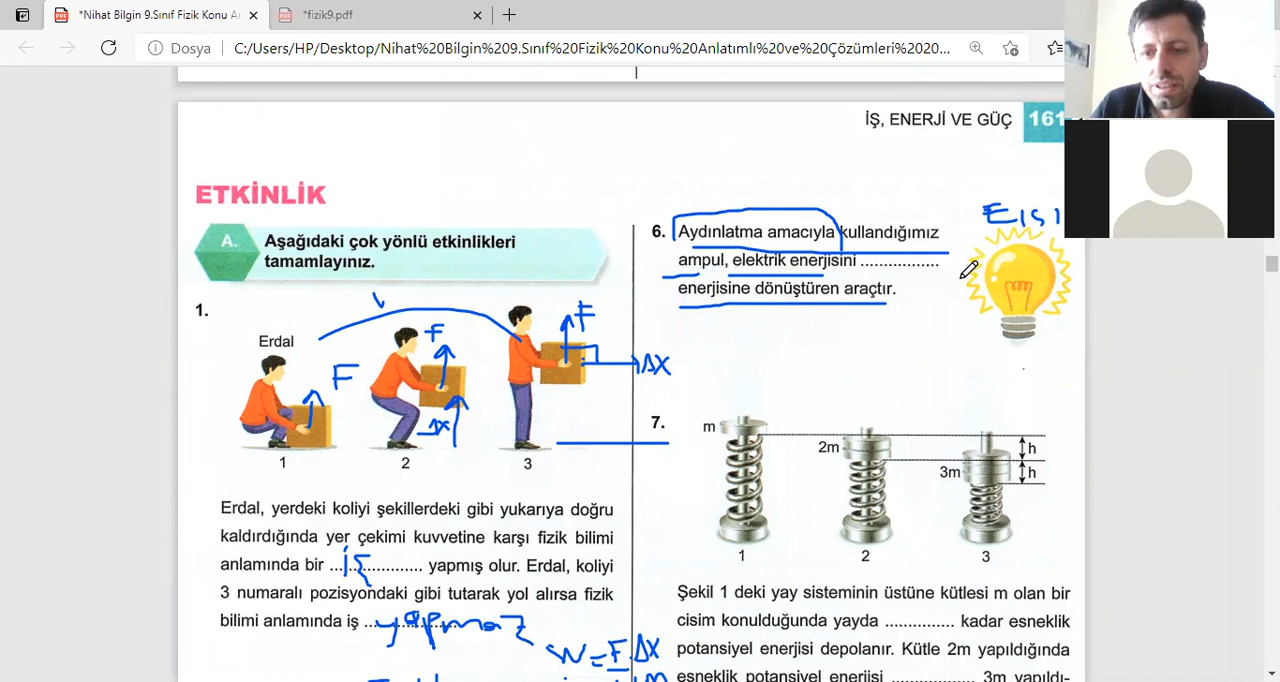 *Nihat Bilgin 9.Sınıf Fizik Konu A
*fizik9.pdf
Dosya
C:/Users/HP/Desktop/Nihat%20Bilgin%209.Sınıf%20Fizik%20Konu%20Anlatımlı%20ve%20Çözümleri%2020...
İŞ, ENERJİ VE GÜÇ 161
ETKİNLİK
A. Aşağıdaki çok yönlü etkinlikleri
tamamlayınız.
1.
Erdal
F
F
F
ΔX
ΔX
1 2 3
Erdal, yerdeki koliyi şekillerdeki gibi yukarıya doğru
kaldırdığında yer çekimi kuvvetine karşı fizik bilimi
anlamında bir ...iş............. yapmış olur. Erdal, koliyi
3 numaralı pozisyondaki gibi tutarak yol alırsa fizik
bilimi anlamında iş ...yapmaz
W = F. ΔX
6. Aydınlatma amacıyla kullandığımız
ampul, elektrik enerjisini .................
enerjisine dönüştüren araçtır.
EISI
7.
m
2m
3m
h
h
1 2 3
Şekil 1 deki yay sisteminin üstüne kütlesi m olan bir
cisim konulduğunda yayda ............... kadar esneklik
potansiyel enerjisi depolanır. Kütle 2m yapıldığında
esneklik potansiyel enerjisi .................. 3m yapıldı-